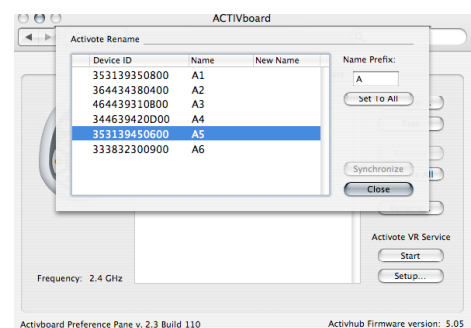 ACTIVboard
Activote Rename
Device ID Name New Name Name Prefix:
353139350800 A1 A
364434380400 A2 Set To All
464439310B00 A3
344639420D00 A4
353139450600 A5
333832300900 A6
Synchronize
Close
Activote VR Service
Start
Frequency: 2.4 GHz Setup...
Activboard Preference Pane v. 2.3 Build 110 Activhub Firmware version: 5.05